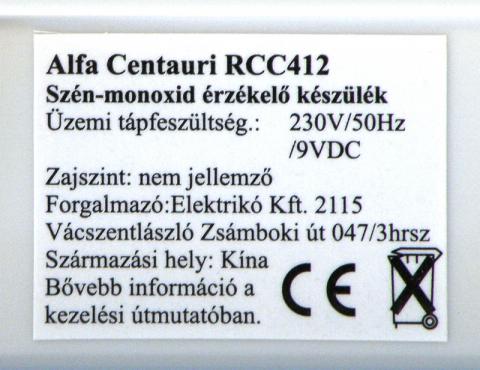 Alfa Centauri RCC412
Szén-monoxid érzékelő készülék
Üzemi tápfeszültség.: 230V/50Hz
/9VDC
Zajszint: nem jellemző
Forgalmazó:Elektrikó Kft. 2115
Vácszentlászló Zsámboki út 047/3hrsz
Származási hely: Kína
Bővebb információ a
kezelési útmutatóban.
CE